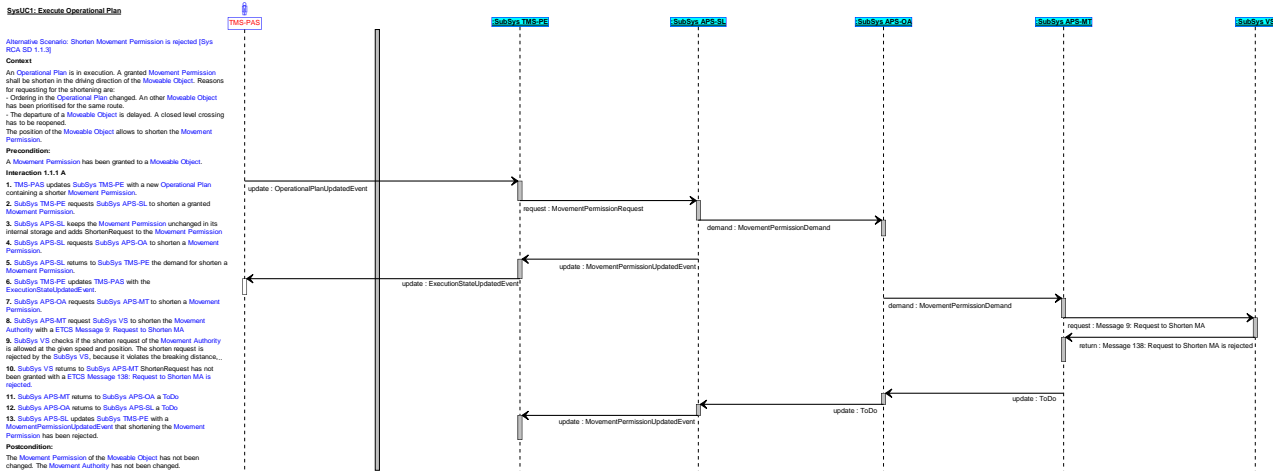 SysUC1: Execute Operational Plan
TMS-PAS
:SubSys TMS-PE
:SubSys APS-SL
:SubSys APS-OA
:SubSys APS-MT
:SubSys VS
Alternative Scenario: Shorten Movement Permission is rejected [Sys
RCA SD 1.1.3]
Context
An Operational Plan is in execution. A granted Movement Permission
shall be shorten in the driving direction of the Moveable Object. Reasons
for requesting for the shortening are:
- Ordering in the Operational Plan changed. An other Moveable Object
has been prioritised for the same route.
- The departure of a Moveable Object is delayed. A closed level crossing
has to be reopened.
The position of the Moveable Object allows to shorten the Movement
Permission.
Precondition:
A Movement Permission has been granted to a Moveable Object.
Interaction 1.1.1 A
1. TMS-PAS updates SubSys TMS-PE with a new Operational Plan
containing a shorter Movement Permission.
2. SubSys TMS-PE requests SubSys APS-SL to shorten a granted
Movement Permission.
3. SubSys APS-SL keeps the Movement Permission unchanged in its
internal storage and adds ShortenRequest to the Movement Permission
4. SubSys APS-SL requests SubSys APS-OA to shorten a Movement
Permission.
5. SubSys APS-SL returns to SubSys TMS-PE the demand for shorten a
Movement Permission.
6. SubSys TMS-PE updates TMS-PAS with the
ExecutionStateUpdatedEvent.
7. SubSys APS-OA requests SubSys APS-MT to shorten a Movement
Permission.
8. SubSys APS-MT request SubSys VS to shorten the Movement
Authority with a ETCS Message 9: Request to Shorten MA
9. SubSys VS checks if the shorten request of the Movement Authority
is allowed at the given speed and position. The shorten request is
rejected by the SubSys VS, because it violates the breaking distance,...
10. SubSys VS returns to SubSys APS-MT ShortenRequest has not
been granted with a ETCS Message 138: Request to Shorten MA is
rejected.
11. SubSys APS-MT returns to SubSys APS-OA a ToDo
12. SubSys APS-OA returns to SubSys APS-SL a ToDo
13. SubSys APS-SL updates SubSys TMS-PE with a
MovementPermissionUpdatedEvent that shortening the Movement
Permission has been rejected.
Postcondition:
The Movement Permission of the Moveable Object has not been
changed. The Movement Authority has not been changed.
update : OperationalPlanUpdatedEvent
request : MovementPermissionRequest
demand : MovementPermissionDemand
update : MovementPermissionUpdatedEvent
update : ExecutionStateUpdatedEvent
demand : MovementPermissionDemand
request : Message 9: Request to Shorten MA
return : Message 138: Request to Shorten MA is rejected
update : ToDo
update : ToDo
update : MovementPermissionUpdatedEvent